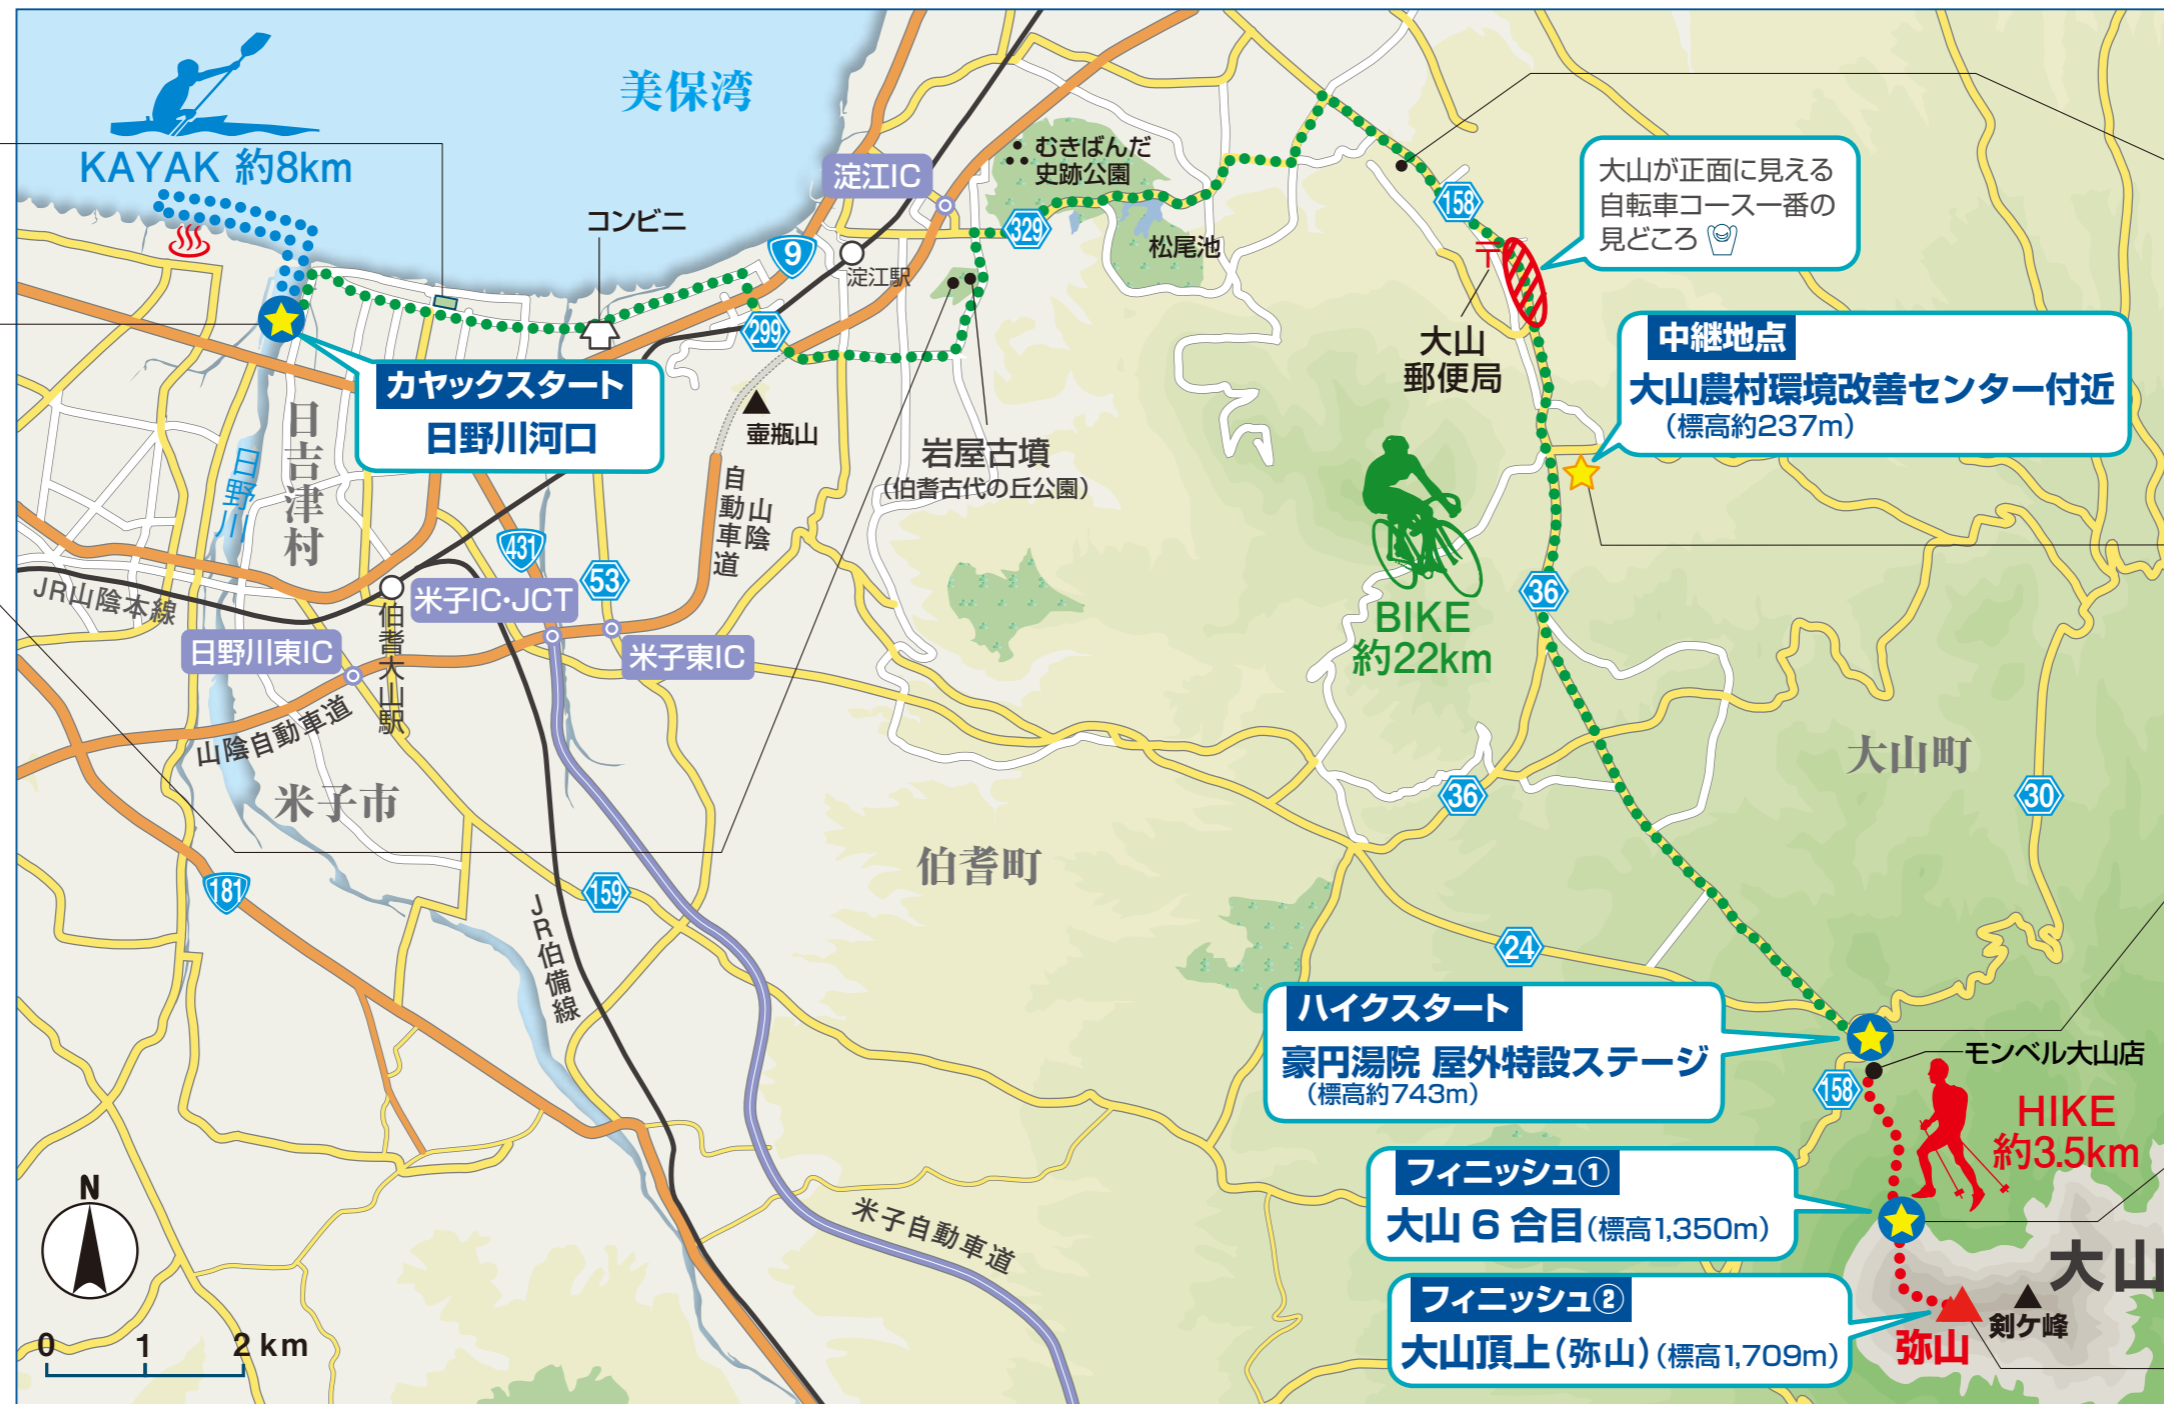 美保湾
KAYAK 約8km
コンビニ
淀江IC
9
淀江駅
むきばんだ
史跡公園
329
松尾池
158
大山が正面に見える
自転車コース一番の
見どころ
〒
大山
郵便局
中継地点
大山農村環境改善センター付近
(標高約237m)
カヤックスタート
日野川河口
299
壷瓶山
岩屋古墳
(伯耆古代の丘公園)
日吉津村
日野川
山陰
自動車道
431
53
米子IC・JCT
米子東IC
日野川東IC
JR山陰本線
伯耆大山駅
山陰自動車道
米子市
BIKE
約22km
36
大山町
36
30
伯耆町
181
159
JR伯備線
24
ハイクスタート
豪円湯院 屋外特設ステージ
(標高約743m)
モンベル大山店
158
HIKE
約3.5km
フィニッシュ①
大山 6 合目(標高1,350m)
フィニッシュ②
大山頂上(弥山)(標高1,709m)
大山
剣ケ峰
弥山
米子自動車道
N
0 1 2 km